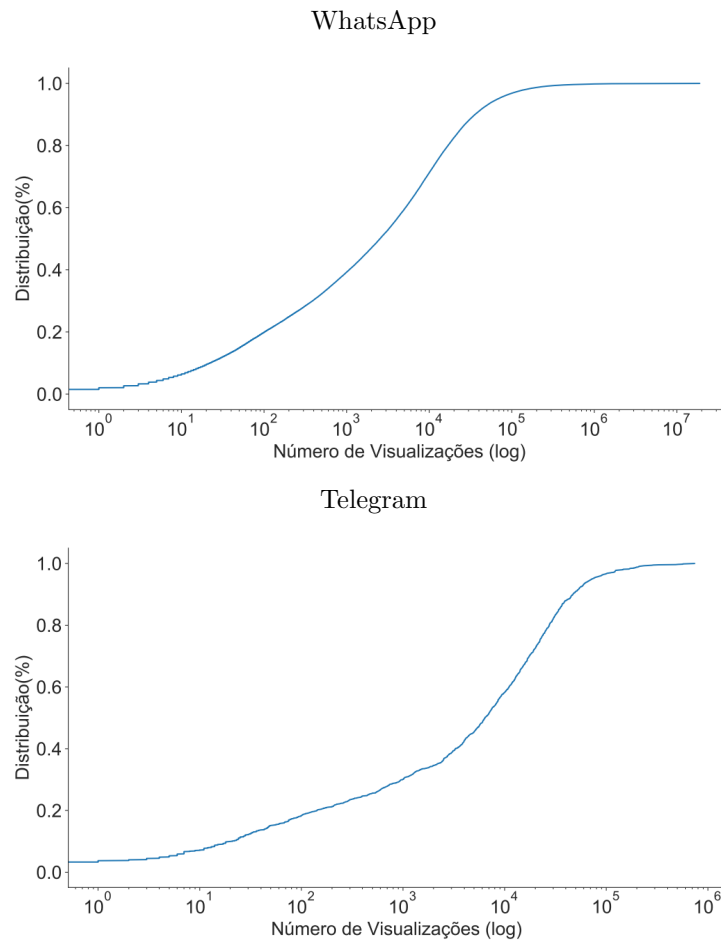 WhatsApp
1.0
0.8
0.6
0.4
0.2
0.0
Distribuição(%)
10^0 10^1 10^2 10^3 10^4 10^5 10^6 10^7
Número de Visualizações (log)
Telegram
1.0
0.8
0.6
0.4
0.2
0.0
Distribuição(%)
10^0 10^1 10^2 10^3 10^4 10^5 10^6
Número de Visualizações (log)